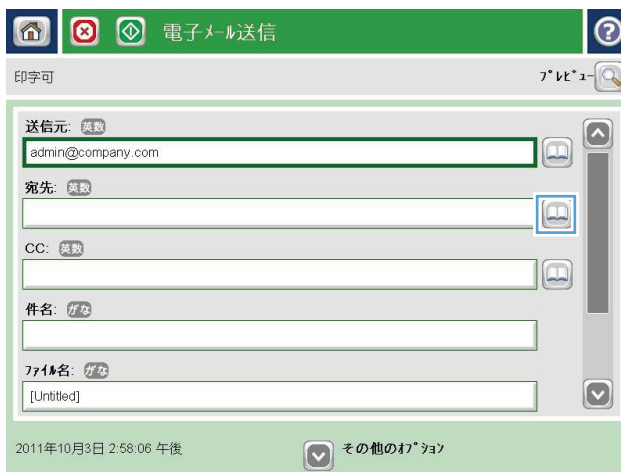 電子メール送信
印字可 プレビュー
送信元: 英数
admin@company.com
宛先: 英数
CC: 英数
件名: がな
ファイル名: がな
[Untitled]
2011年10月3日 2:58:06 午後 その他のオプション